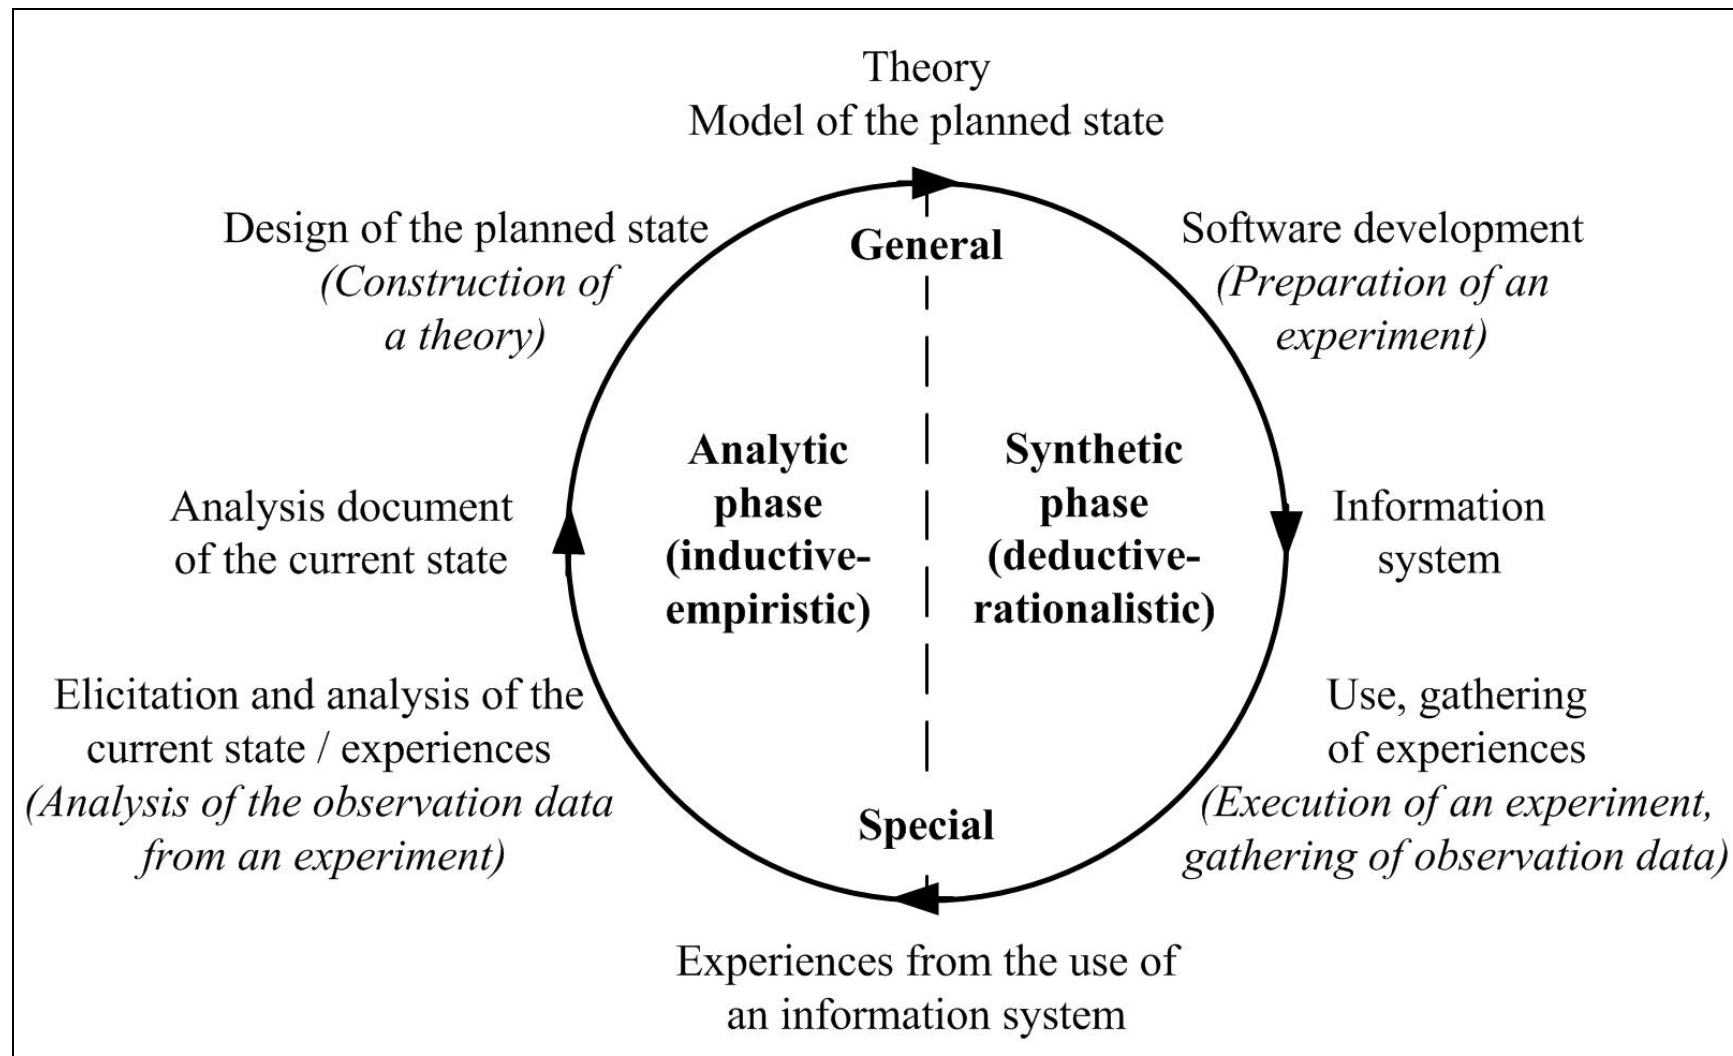 Theory
Model of the planned state
Design of the planned state
(Construction of
a theory)
General
Software development
(Preparation of an
experiment)
Analysis document
of the current state
Analytic
phase
(inductive-
empiristic)
Synthetic
phase
(deductive-
rationalistic)
Information
system
Elicitation and analysis of the
current state / experiences
(Analysis of the observation data
from an experiment)
Special
Use, gathering
of experiences
(Execution of an experiment,
gathering of observation data)
Experiences from the use of
an information system